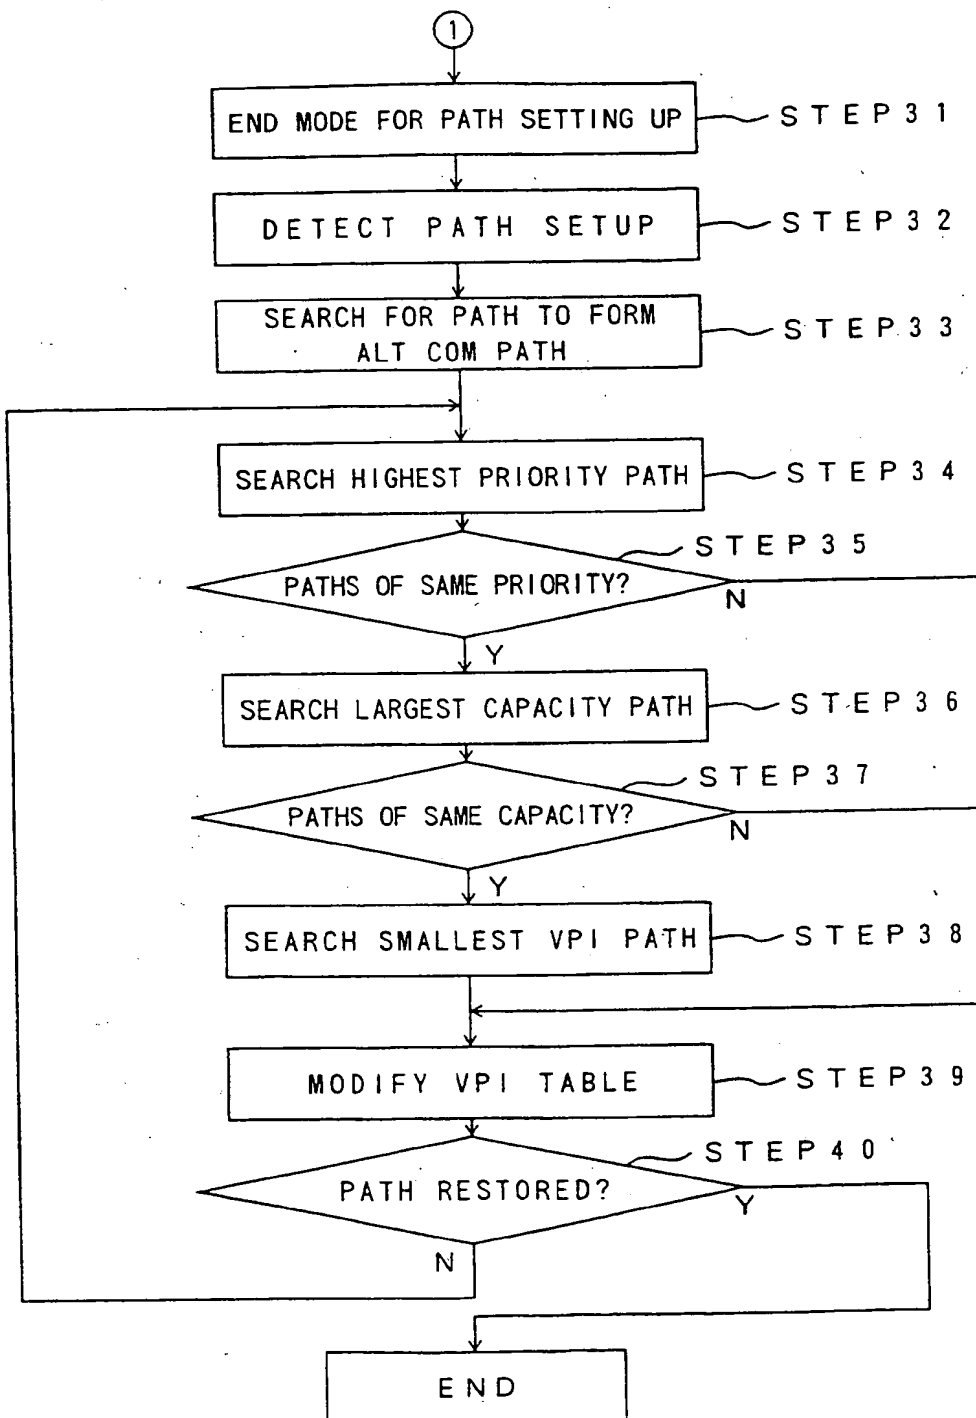 1
END MODE FOR PATH SETTING UP
STEP31
DETECT PATH SETUP
STEP32
SEARCH FOR PATH TO FORM
ALT COM PATH
STEP33
SEARCH HIGHEST PRIORITY PATH
STEP34
STEP35
PATHS OF SAME PRIORITY?
N
Y
SEARCH LARGEST CAPACITY PATH
STEP36
STEP37
PATHS OF SAME CAPACITY?
N
Y
SEARCH SMALLEST VPI PATH
STEP38
MODIFY VPI TABLE
STEP39
STEP40
PATH RESTORED?
Y
N
END